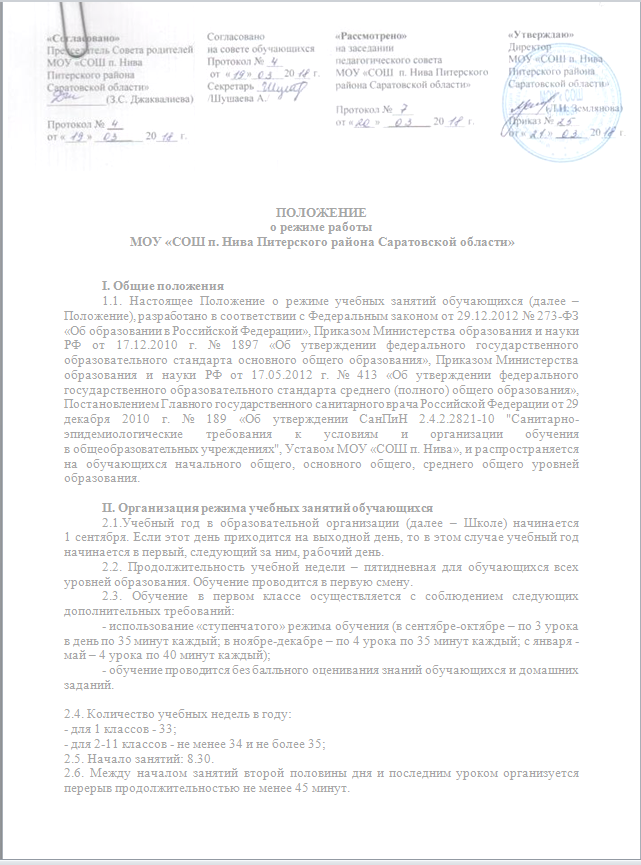 «Согласовано»
Председатель Совета родителей
МОУ «СОШ п. Нива
Питерского района
Саратовской области»
(З.С. Джаквалиева)
Протокол № 4
от «19» 03 2018 г.
Согласовано
на совете обучающихся
Протокол № 4
от «19» 03 2018 г.
Секретарь
/Шушаева А.
«Рассмотрено»
на заседании
педагогического совета
МОУ «СОШ п. Нива Питерского
района Саратовской области»
Протокол № 7
от «20» 03 2018 г.
«Утверждаю»
Директор
МОУ «СОШ п. Нива
Питерского района
Саратовской области»
(Л.И. Землянова)
Приказ № 25
от «21» 03 2018 г.
ПОЛОЖЕНИЕ
о режиме работы
МОУ «СОШ п. Нива Питерского района Саратовской области»
I. Общие положения
1.1. Настоящее Положение о режиме учебных занятий обучающихся (далее –
Положение), разработано в соответствии с Федеральным законом от 29.12.2012 № 273-ФЗ
«Об образовании в Российской Федерации», Приказом Министерства образования и науки
РФ от 17.12.2010 г. № 1897 «Об утверждении федерального государственного
образовательного стандарта основного общего образования», Приказом Министерства
образования и науки РФ от 17.05.2012 г. № 413 «Об утверждении федерального
государственного образовательного стандарта среднего (полного) общего образования»,
Постановлением Главного государственного санитарного врача Российской Федерации от 29
декабря 2010 г. № 189 «Об утверждении СанПиН 2.4.2.2821-10 "Санитарно-
эпидемиологические требования к условиям и организации обучения
в общеобразовательных учреждениях", Уставом МОУ «СОШ п. Нива», и распространяется
на обучающихся начального общего, основного общего, среднего общего уровней
образования.
II. Организация режима учебных занятий обучающихся
2.1.Учебный год в образовательной организации (далее – Школе) начинается
1 сентября. Если этот день приходится на выходной день, то в этом случае учебный год
начинается в первый, следующий за ним, рабочий день.
2.2. Продолжительность учебной недели – пятидневная для обучающихся всех
уровней образования. Обучение проводится в первую смену.
2.3. Обучение в первом классе осуществляется с соблюдением следующих
дополнительных требований:
- использование «ступенчатого» режима обучения (в сентябре-октябре – по 3 урока
в день по 35 минут каждый; в ноябре-декабре – по 4 урока по 35 минут каждый; с января -
май – 4 урока по 40 минут каждый);
- обучение проводится без балльного оценивания знаний обучающихся и домашних
заданий.
2.4. Количество учебных недель в году:
- для 1 классов - 33;
- для 2-11 классов - не менее 34 и не более 35;
2.5. Начало занятий: 8.30.
2.6. Между началом занятий второй половины дня и последним уроком организуется
перерыв продолжительностью не менее 45 минут.